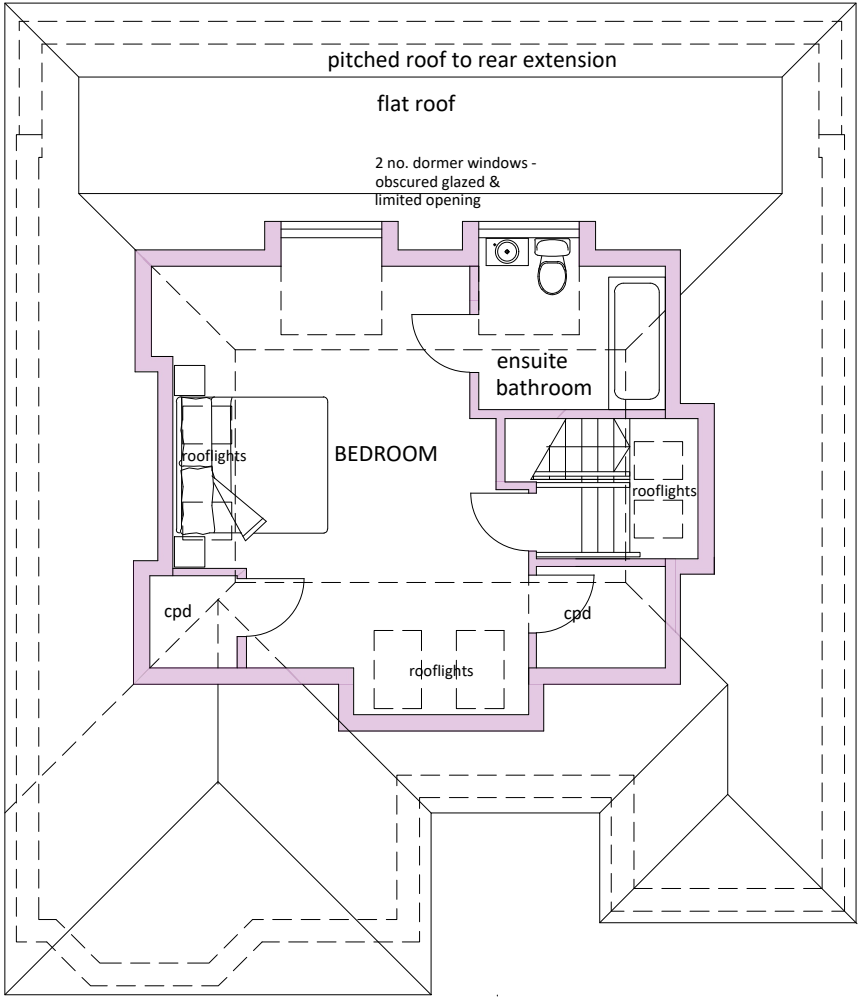 pitched roof to rear extension
flat roof
2 no. dormer windows -
obscured glazed &
limited opening
ensuite
bathroom
rooflights
BEDROOM
rooflights
cpd
cpd
rooflights